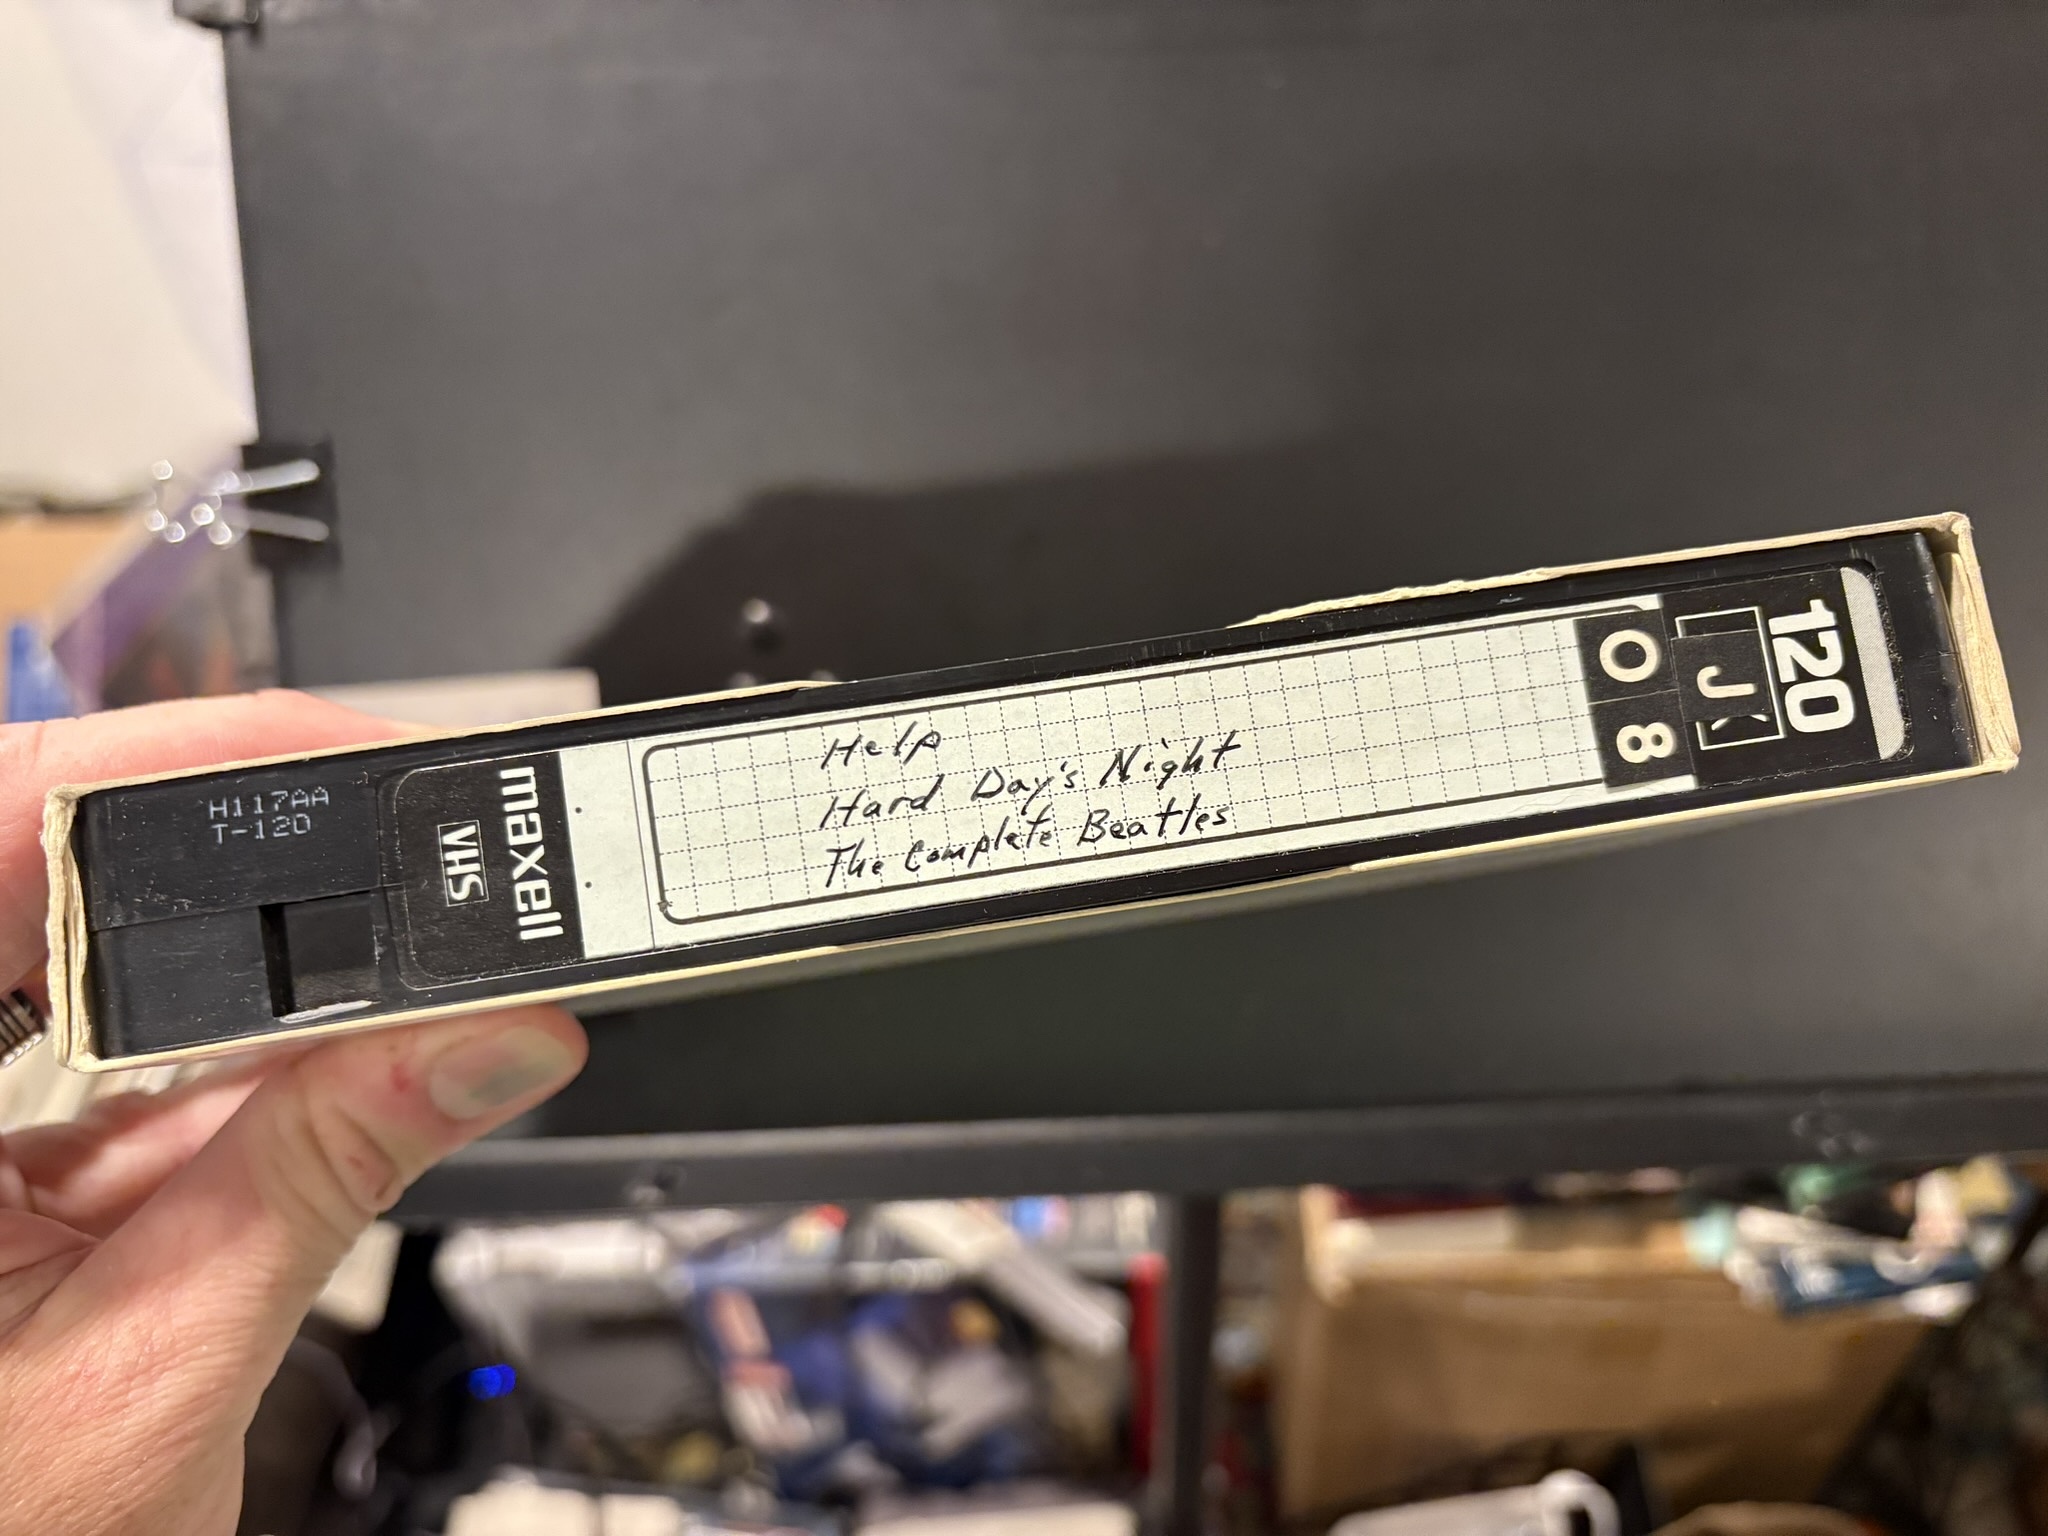 H117AA
T-120
maxell
VHS
Help
Hard Day's Night
The Complete Beatles
O
8
J
120